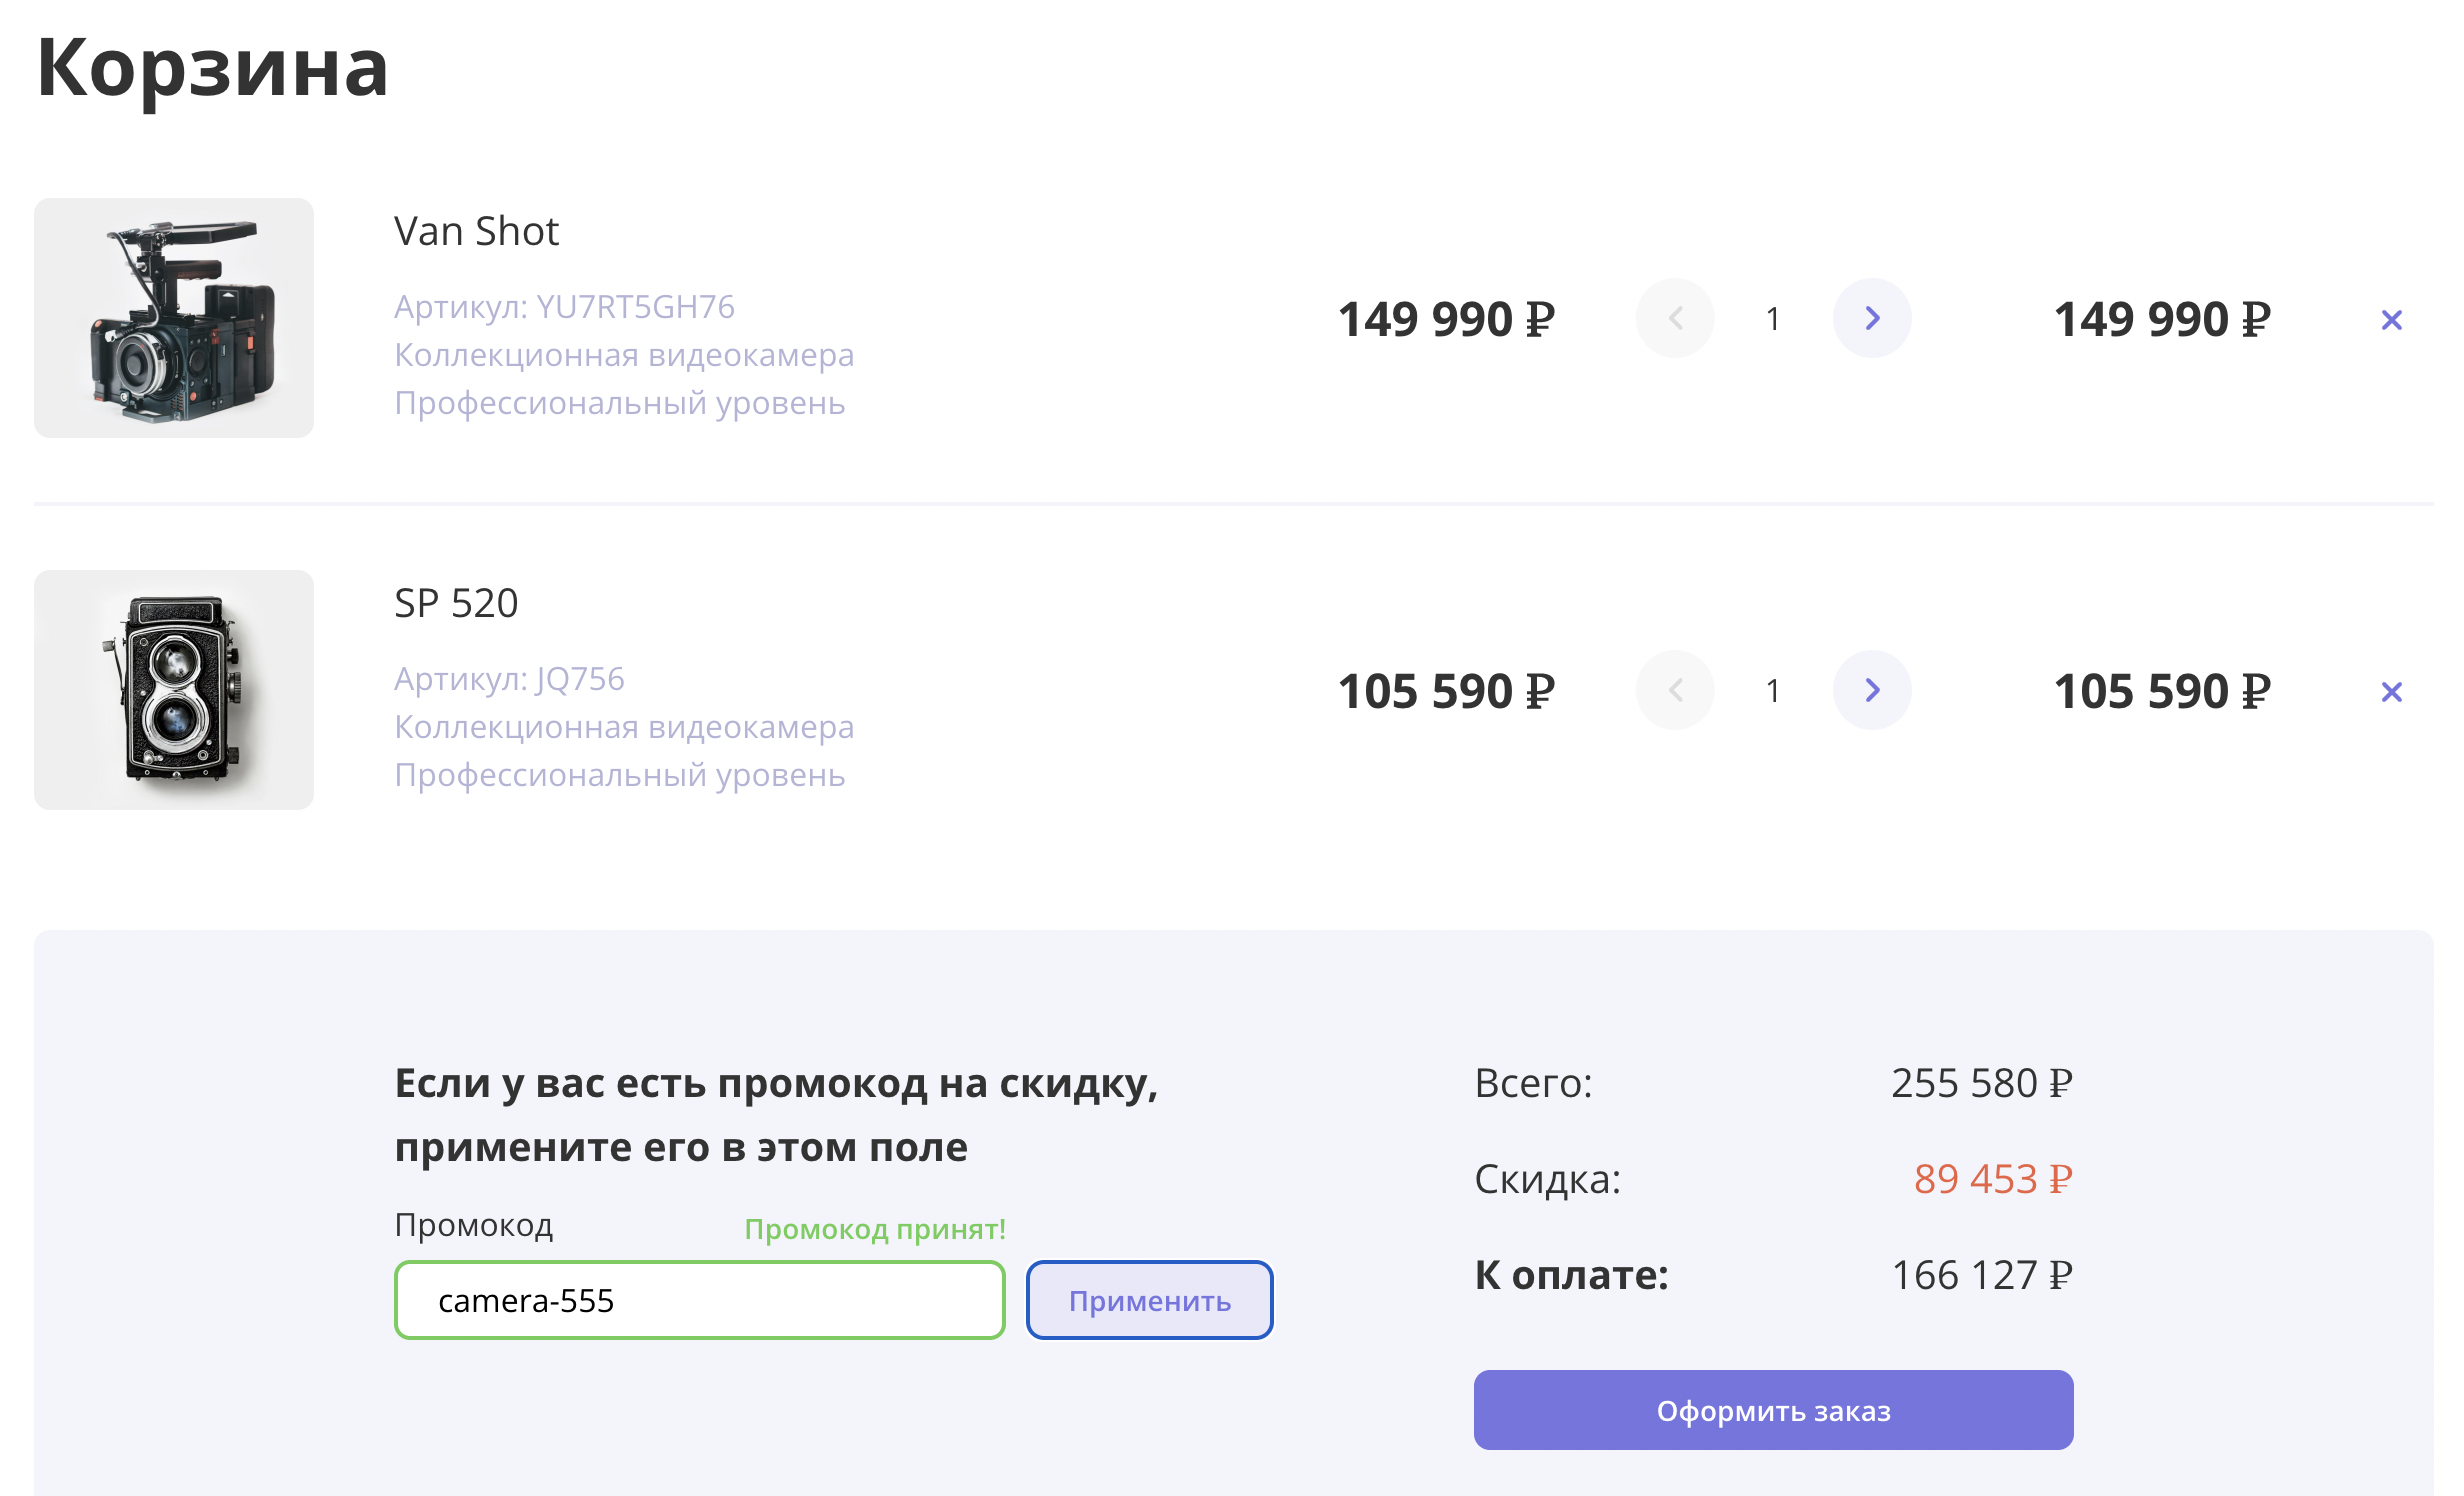 Корзина
Van Shot
Артикул: YU7RT5GH76
Коллекционная видеокамера
Профессиональный уровень
149 990 ₽
1
149 990 ₽
SP 520
Артикул: JQ756
Коллекционная видеокамера
Профессиональный уровень
105 590 ₽
1
105 590 ₽
Если у вас есть промокод на скидку,
примените его в этом поле
Промокод
Промокод принят!
camera-555
Применить
Всего: 255 580 ₽
Скидка: 89 453 ₽
К оплате: 166 127 ₽
Оформить заказ